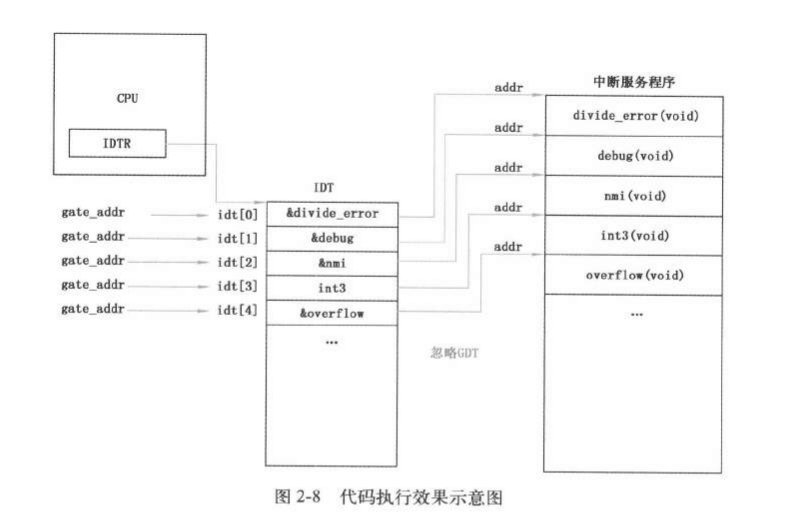 CPU
IDTR
IDT
gate_addr idt[0] &divide_error
gate_addr idt[1] &debug
gate_addr idt[2] &nmi
gate_addr idt[3] int3
gate_addr idt[4] &overflow
...
忽略GDT
中断服务程序
addr divide_error(void)
addr debug(void)
addr nmi(void)
addr int3(void)
addr overflow(void)
...
图 2-8 代码执行效果示意图